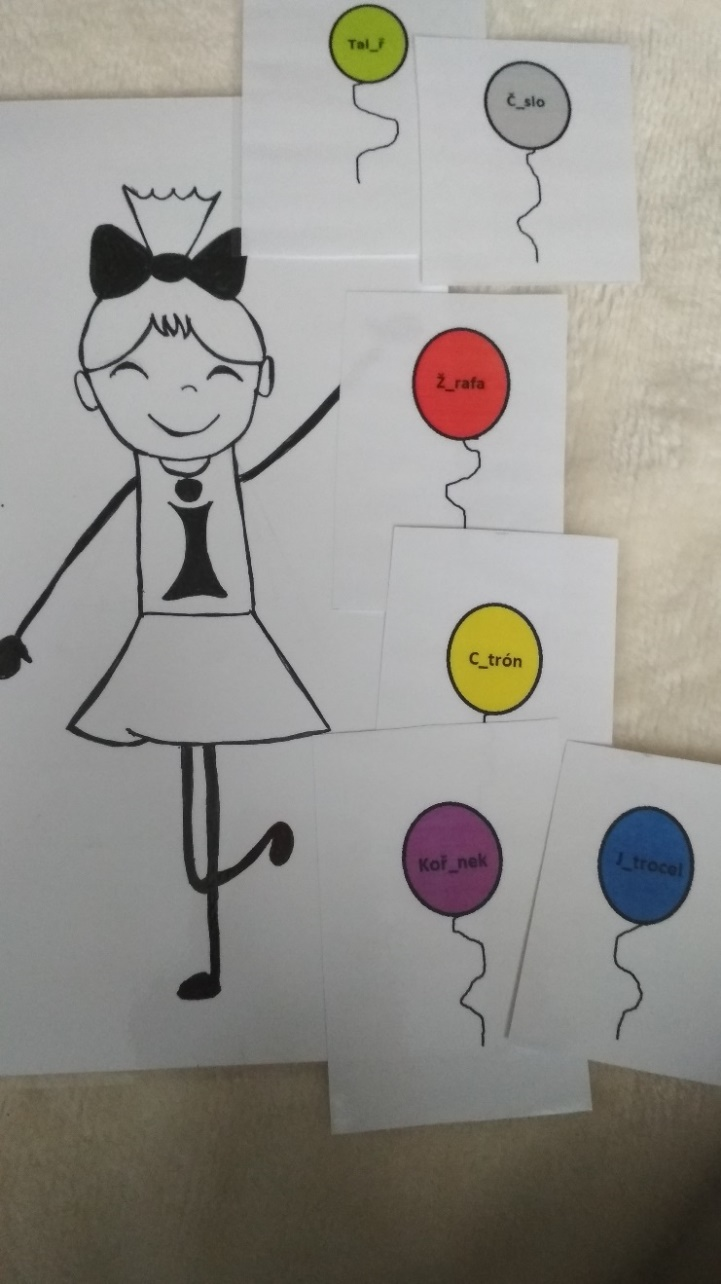 Tal_ř
Č_slo
Ž_rafa
C_trón
Koř_nek
J_trocel